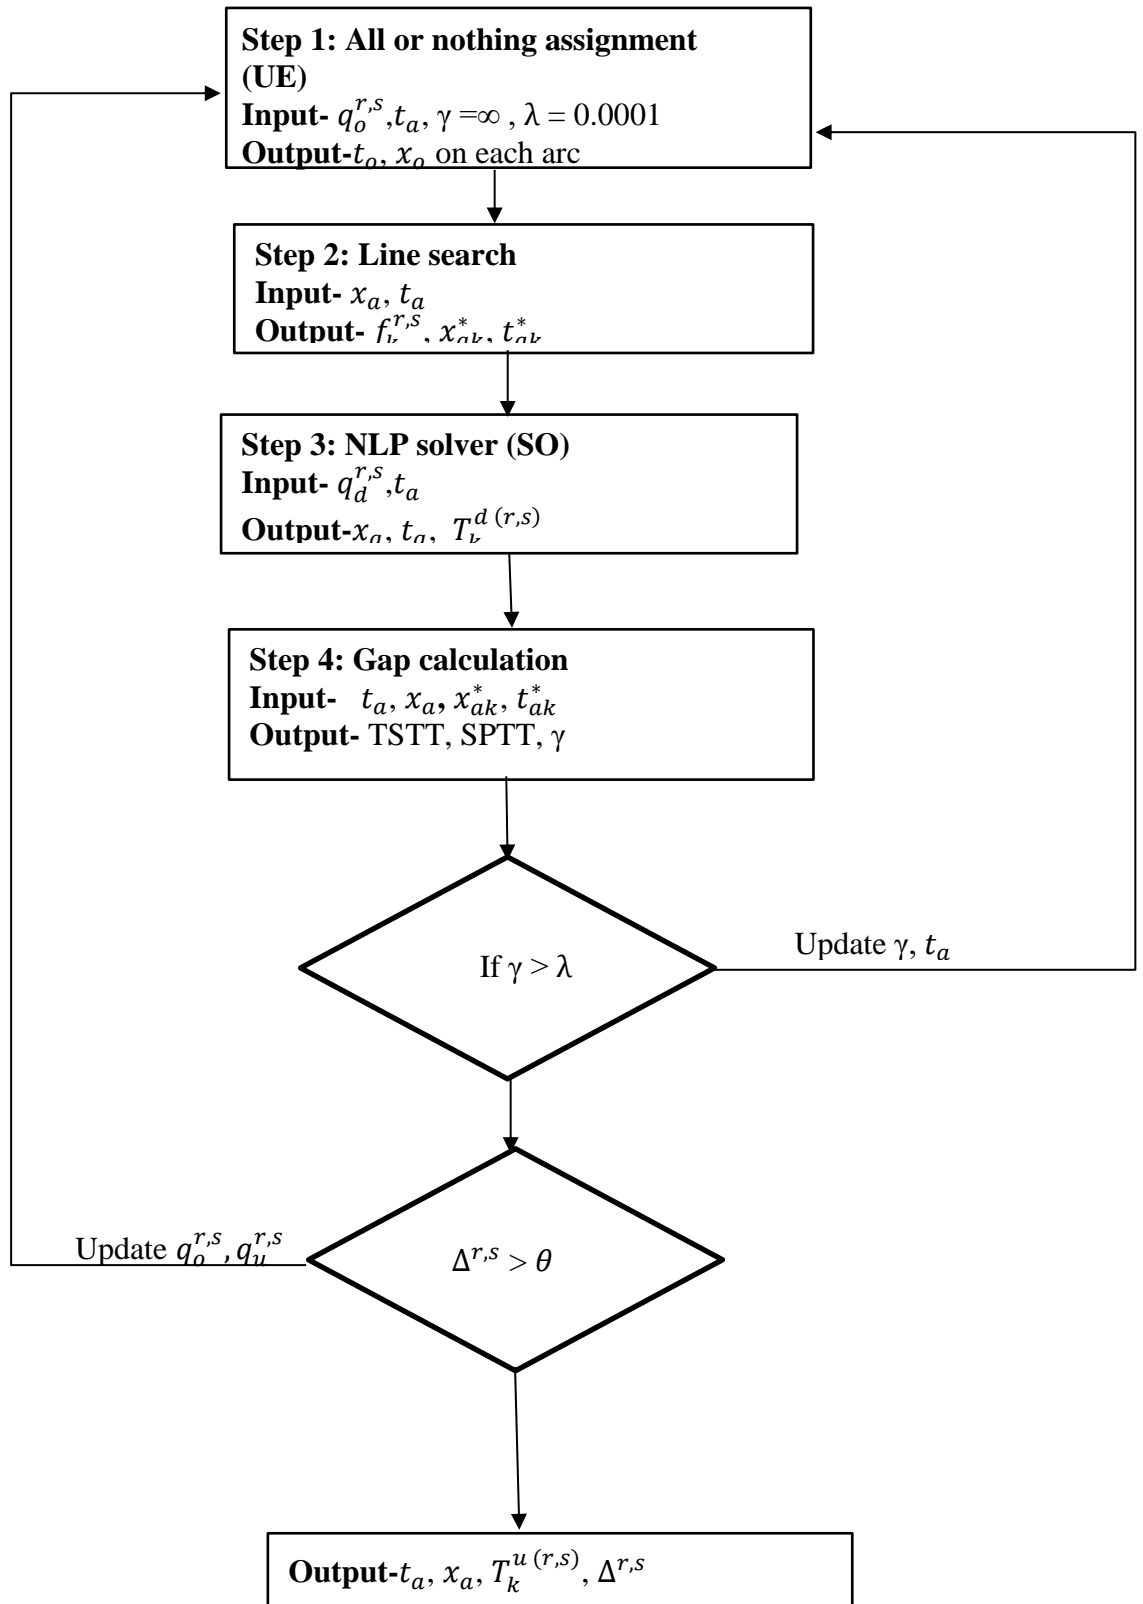 Step 1: All or nothing assignment
(UE)
Input- q_o^{r,s},t_a, γ =∞ , λ = 0.0001
Output-t_o, x_o on each arc
Step 2: Line search
Input- x_a, t_a
Output- f_k^{r,s}, x_{ak}^*, t_{ak}^*
Step 3: NLP solver (SO)
Input- q_d^{r,s},t_a
Output-x_a, t_a, T_k^{d (r,s)}
Step 4: Gap calculation
Input- t_a, x_a, x_{ak}^*, t_{ak}^*
Output- TSTT, SPTT, γ
If γ > λ
Update γ, t_a
Δ^{r,s} > θ
Update q_o^{r,s}, q_u^{r,s}
Output-t_a, x_a, T_k^{u (r,s)}, Δ^{r,s}